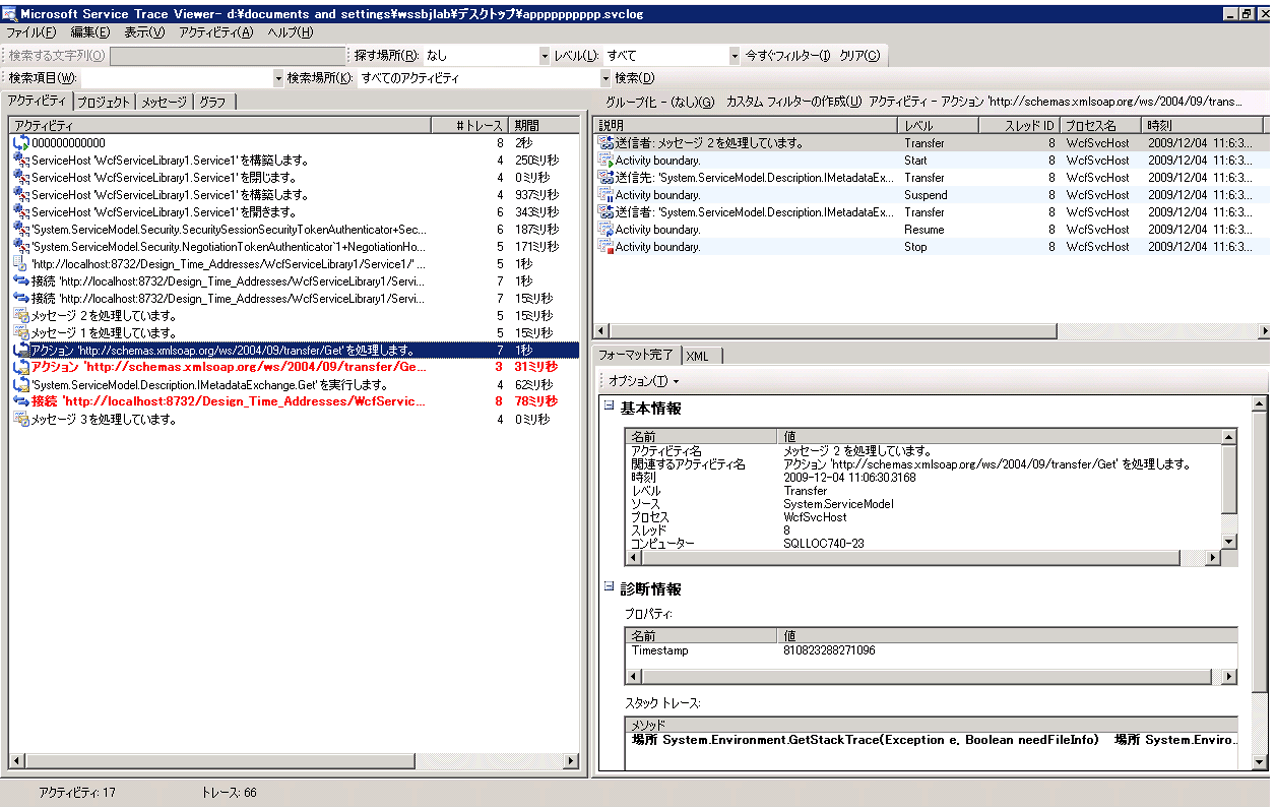 Microsoft Service Trace Viewer- d:¥documents and settings¥wssbjlab¥デスクトップ¥apppppppppp.svclog
ファイル(F) 編集(E) 表示(V) アクティビティ(A) ヘルプ(H)
検索する文字列(O) 探す場所(R): なし レベル(L): すべて 今すぐフィルター(I) クリア(C)
検索項目(W): 検索場所(K): すべてのアクティビティ 検索(D)
アクティビティ プロジェクト メッセージ グラフ
アクティビティ #トレース 期間
000000000000 8 2秒
ServiceHost 'WcfServiceLibrary1.Service1' を構築します。 4 250ミリ秒
ServiceHost 'WcfServiceLibrary1.Service1' を閉じます。 4 0ミリ秒
ServiceHost 'WcfServiceLibrary1.Service1' を構築します。 4 937ミリ秒
ServiceHost 'WcfServiceLibrary1.Service1' を開きます。 6 343ミリ秒
'System.ServiceModel.Security.SecuritySessionSecurityTokenAuthenticator+Sec... 6 187ミリ秒
'System.ServiceModel.Security.NegotiationTokenAuthenticator`1+NegotiationHo... 5 171ミリ秒
'http://localhost:8732/Design_Time_Addresses/WcfServiceLibrary1/Service1/' ... 5 1秒
接続 'http://localhost:8732/Design_Time_Addresses/WcfServiceLibrary1/Servi... 7 1秒
接続 'http://localhost:8732/Design_Time_Addresses/WcfServiceLibrary1/Servi... 7 15ミリ秒
メッセージ 2 を処理しています。 5 15ミリ秒
メッセージ 1 を処理しています。 5 15ミリ秒
アクション 'http://schemas.xmlsoap.org/ws/2004/09/transfer/Get' を処理します。 7 1秒
アクション 'http://schemas.xmlsoap.org/ws/2004/09/transfer/Ge... 3 31ミリ秒
'System.ServiceModel.Description.IMetadataExchange.Get' を実行します。 4 62ミリ秒
接続 'http://localhost:8732/Design_Time_Addresses/WcfServic... 8 78ミリ秒
メッセージ 3 を処理しています。 4 0ミリ秒
グループ化 - (なし)(G) カスタム フィルターの作成(U) アクティビティ - アクション 'http://schemas.xmlsoap.org/ws/2004/09/trans...
説明 レベル スレッド ID プロセス名 時刻
送信者: メッセージ 2 を処理しています。 Transfer 8 WcfSvcHost 2009/12/04 11:6:3...
Activity boundary. Start 8 WcfSvcHost 2009/12/04 11:6:3...
送信先: 'System.ServiceModel.Description.IMetadataEx... Transfer 8 WcfSvcHost 2009/12/04 11:6:3...
Activity boundary. Suspend 8 WcfSvcHost 2009/12/04 11:6:3...
送信者: 'System.ServiceModel.Description.IMetadataEx... Transfer 8 WcfSvcHost 2009/12/04 11:6:3...
Activity boundary. Resume 8 WcfSvcHost 2009/12/04 11:6:3...
Activity boundary. Stop 8 WcfSvcHost 2009/12/04 11:6:3...
フォーマット完了 XML
オプション(T)
基本情報
名前 値
アクティビティ名 メッセージ 2 を処理しています。
関連するアクティビティ名 アクション 'http://schemas.xmlsoap.org/ws/2004/09/transfer/Get' を処理します。
時刻 2009-12-04 11:06:30.3168
レベル Transfer
ソース System.ServiceModel
プロセス WcfSvcHost
スレッド 8
コンピューター SQLLOC740-23
診断情報
プロパティ:
名前 値
Timestamp 810823288271096
スタック トレース:
メソッド
場所 System.Environment.GetStackTrace(Exception e, Boolean needFileInfo) 場所 System.Enviro...
アクティビティ: 17 トレース: 66